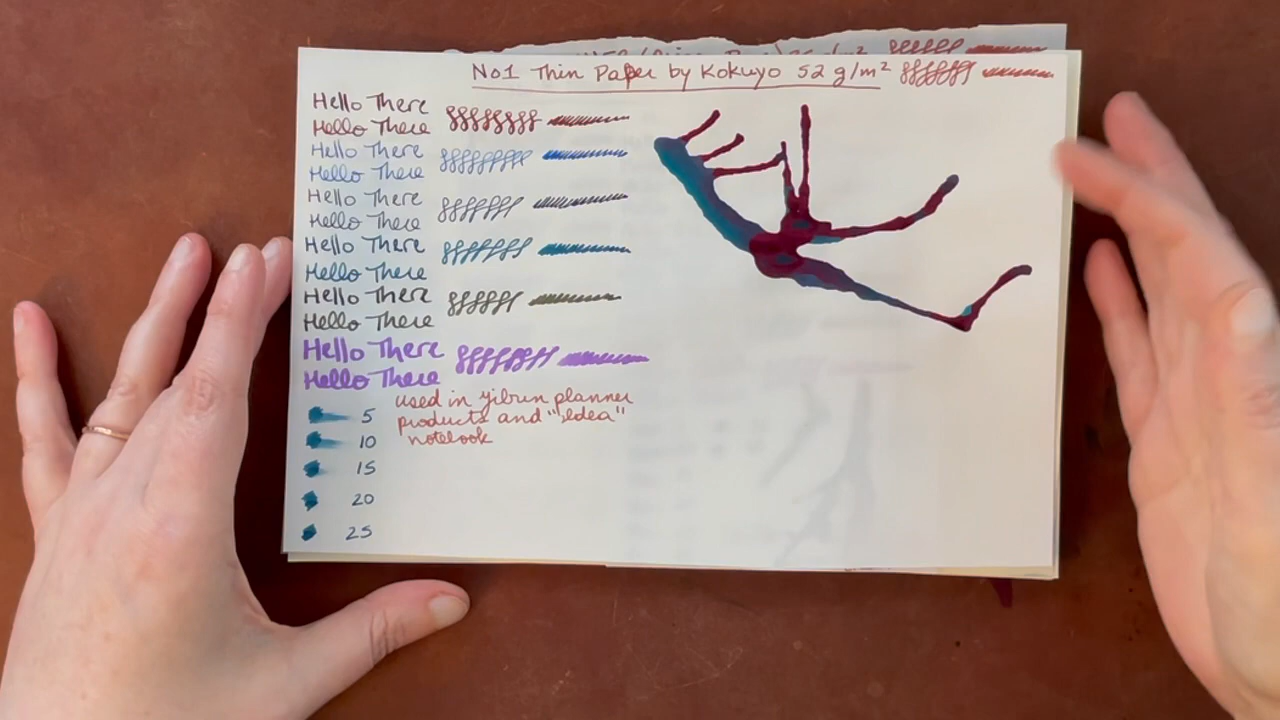 No1 Thin Paper by Kokuyo 52 g/m²
Hello There
Hello There
Hello There
Hello There
Hello There
Hello There
Hello There
Hello There
Hello There
Hello There
Hello There
Hello There
used in jibun planner
products and "Idea"
notebook
5
10
15
20
25